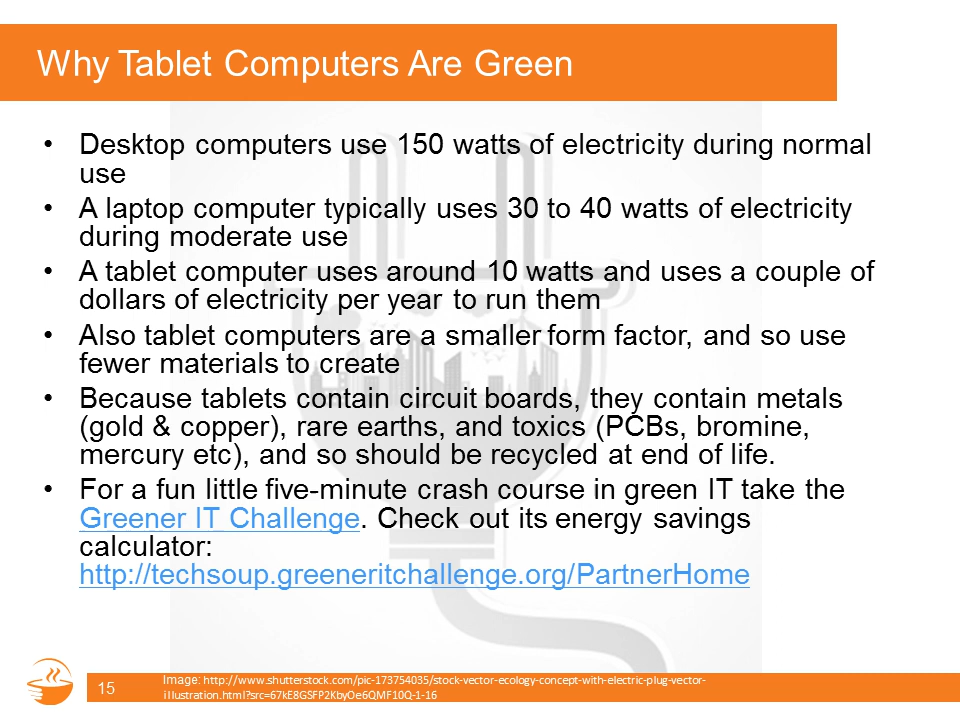 Why Tablet Computers Are Green
• Desktop computers use 150 watts of electricity during normal
use
• A laptop computer typically uses 30 to 40 watts of electricity
during moderate use
• A tablet computer uses around 10 watts and uses a couple of
dollars of electricity per year to run them
• Also tablet computers are a smaller form factor, and so use
fewer materials to create
• Because tablets contain circuit boards, they contain metals
(gold & copper), rare earths, and toxics (PCBs, bromine,
mercury etc), and so should be recycled at end of life.
• For a fun little five-minute crash course in green IT take the
Greener IT Challenge. Check out its energy savings
calculator:
http://techsoup.greeneritchallenge.org/PartnerHome
15
Image: http://www.shutterstock.com/pic-173754035/stock-vector-ecology-concept-with-electric-plug-vector-
illustration.html?src=67kE8GSFP2KbyOe6QMF10Q-1-16